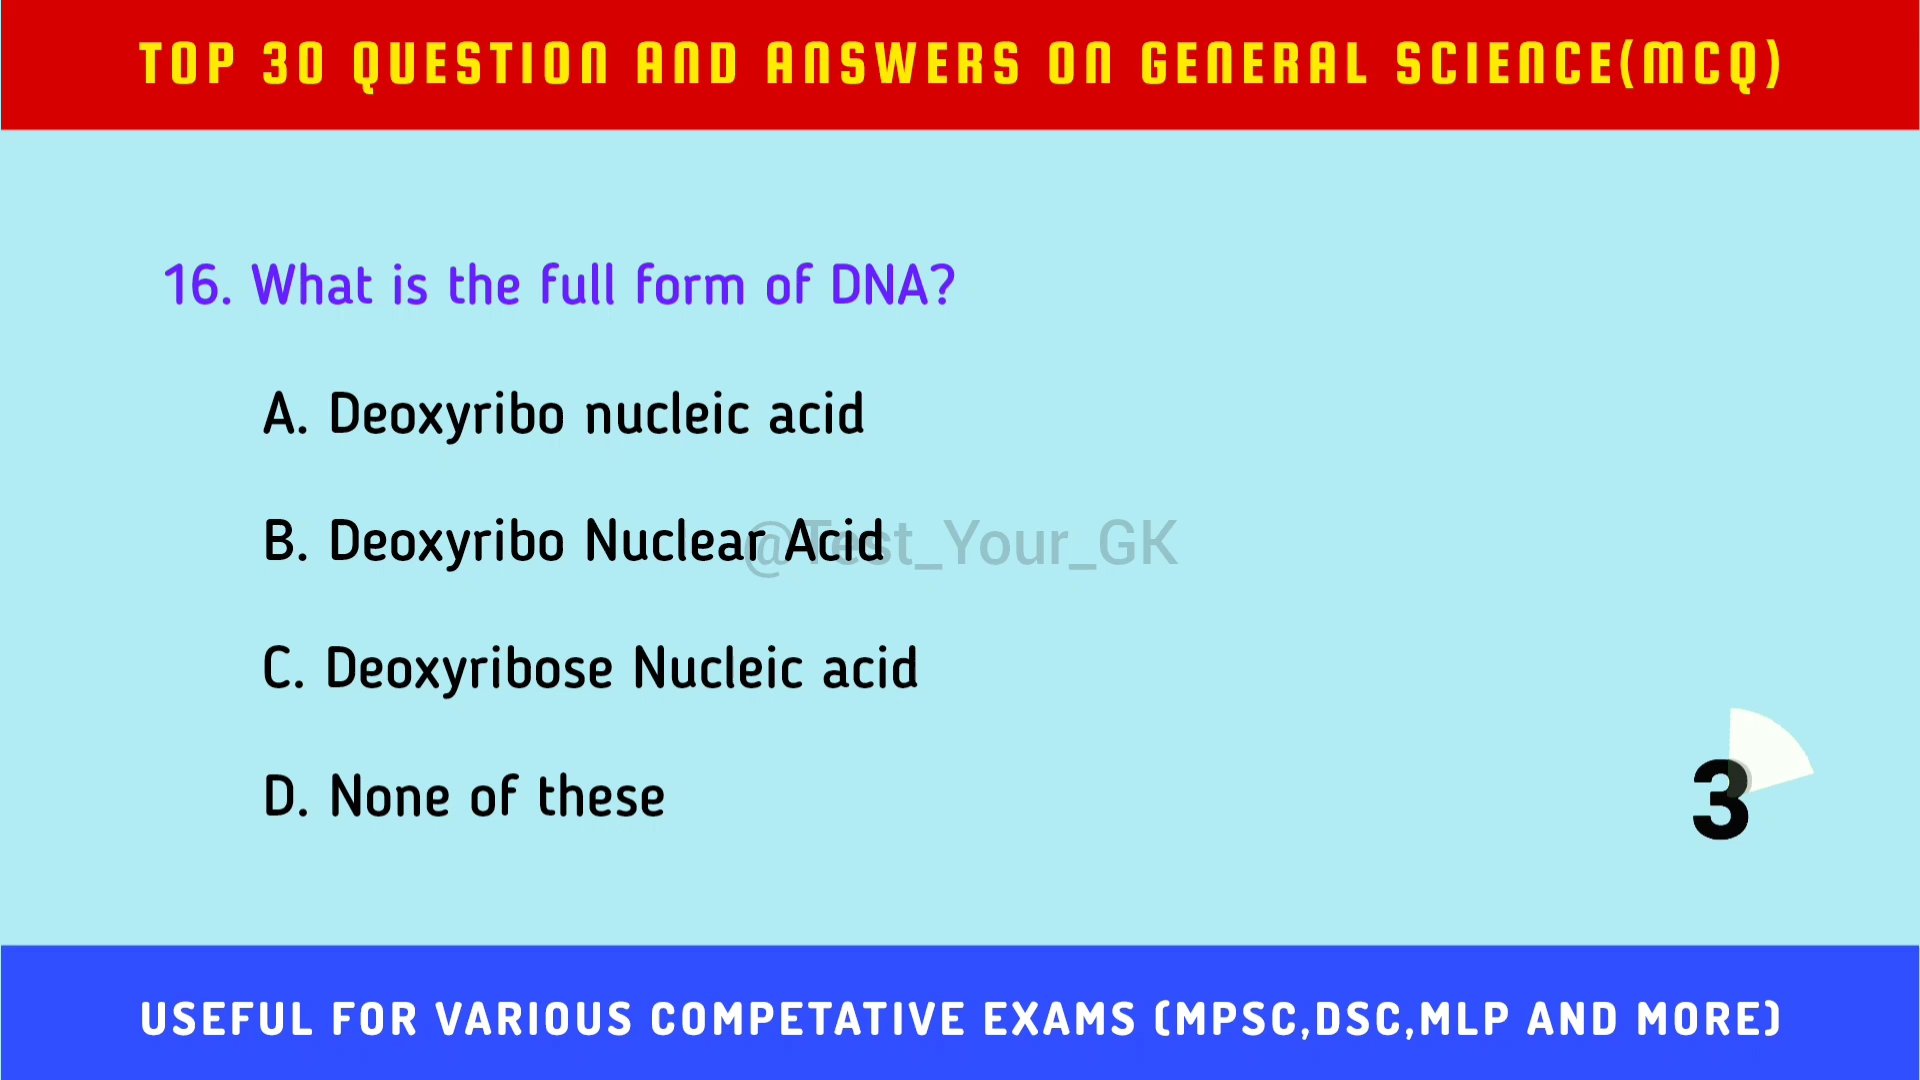 TOP 30 QUESTION AND ANSWERS ON GENERAL SCIENCE(MCQ)
16. What is the full form of DNA?
A. Deoxyribo nucleic acid
B. Deoxyribo Nuclear Acid
@Test_Your_GK
C. Deoxyribose Nucleic acid
D. None of these
3
USEFUL FOR VARIOUS COMPETATIVE EXAMS (MPSC,DSC,MLP AND MORE)